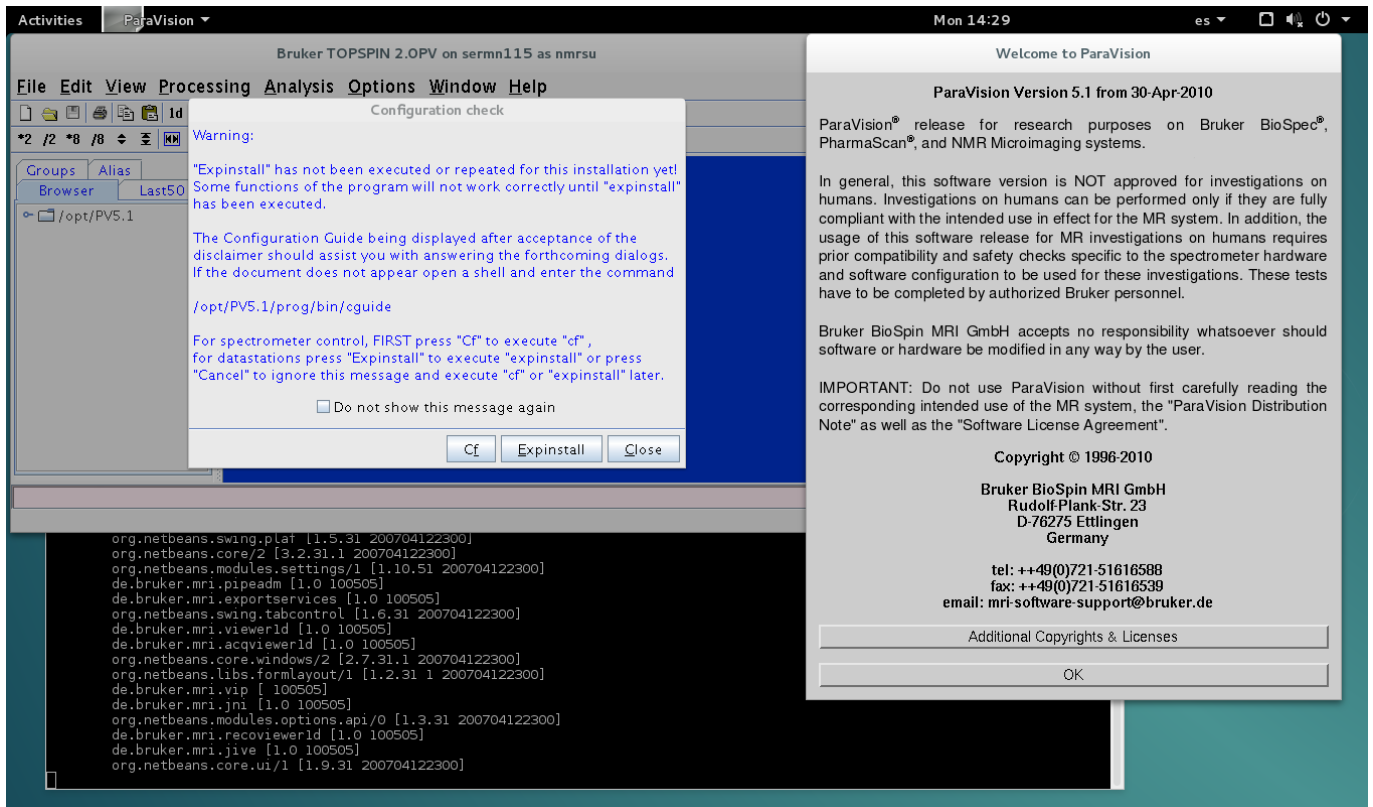 Activities ParaVision Mon 14:29 es
Bruker TOPSPIN 2.0PV on sermn115 as nmrsu
File Edit View Processing Analysis Options Window Help
1d
*2 /2 *8 /8
Groups Alias
Browser Last50
/opt/PV5.1
Configuration check
Warning:
"Expinstall" has not been executed or repeated for this installation yet!
Some functions of the program will not work correctly until "expinstall"
has been executed.
The Configuration Guide being displayed after acceptance of the
disclaimer should assist you with answering the forthcoming dialogs.
If the document does not appear open a shell and enter the command
/opt/PV5.1/prog/bin/cguide
For spectrometer control, FIRST press "Cf" to execute "cf" ,
for datastations press "Expinstall" to execute "expinstall" or press
"Cancel" to ignore this message and execute "cf" or "expinstall" later.
Do not show this message again
Cf Expinstall Close
org.netbeans.swing.plaf [1.5.31 200704122300]
org.netbeans.core/2 [3.2.31.1 200704122300]
org.netbeans.modules.settings/1 [1.10.51 200704122300]
de.bruker.mri.pipeadm [1.0 100505]
de.bruker.mri.exportservices [1.0 100505]
org.netbeans.swing.tabcontrol [1.6.31 200704122300]
de.bruker.mri.viewer1d [1.0 100505]
de.bruker.mri.acqviewer1d [1.0 100505]
org.netbeans.core.windows/2 [2.7.31.1 200704122300]
org.netbeans.libs.formlayout/1 [1.2.31 1 200704122300]
de.bruker.mri.vip [ 100505]
de.bruker.mri.jni [1.0 100505]
org.netbeans.modules.options.api/0 [1.3.31 200704122300]
de.bruker.mri.recoviewer1d [1.0 100505]
de.bruker.mri.jive [1.0 100505]
org.netbeans.core.ui/1 [1.9.31 200704122300]
Welcome to ParaVision
ParaVision Version 5.1 from 30-Apr-2010
ParaVision® release for research purposes on Bruker BioSpec®,
PharmaScan®, and NMR Microimaging systems.
In general, this software version is NOT approved for investigations on
humans. Investigations on humans can be performed only if they are fully
compliant with the intended use in effect for the MR system. In addition, the
usage of this software release for MR investigations on humans requires
prior compatibility and safety checks specific to the spectrometer hardware
and software configuration to be used for these investigations. These tests
have to be completed by authorized Bruker personnel.
Bruker BioSpin MRI GmbH accepts no responsibility whatsoever should
software or hardware be modified in any way by the user.
IMPORTANT: Do not use ParaVision without first carefully reading the
corresponding intended use of the MR system, the "ParaVision Distribution
Note" as well as the "Software License Agreement".
Copyright © 1996-2010
Bruker BioSpin MRI GmbH
Rudolf-Plank-Str. 23
D-76275 Ettlingen
Germany
tel: ++49(0)721-51616588
fax: ++49(0)721-51616539
email: mri-software-support@bruker.de
Additional Copyrights & Licenses
OK